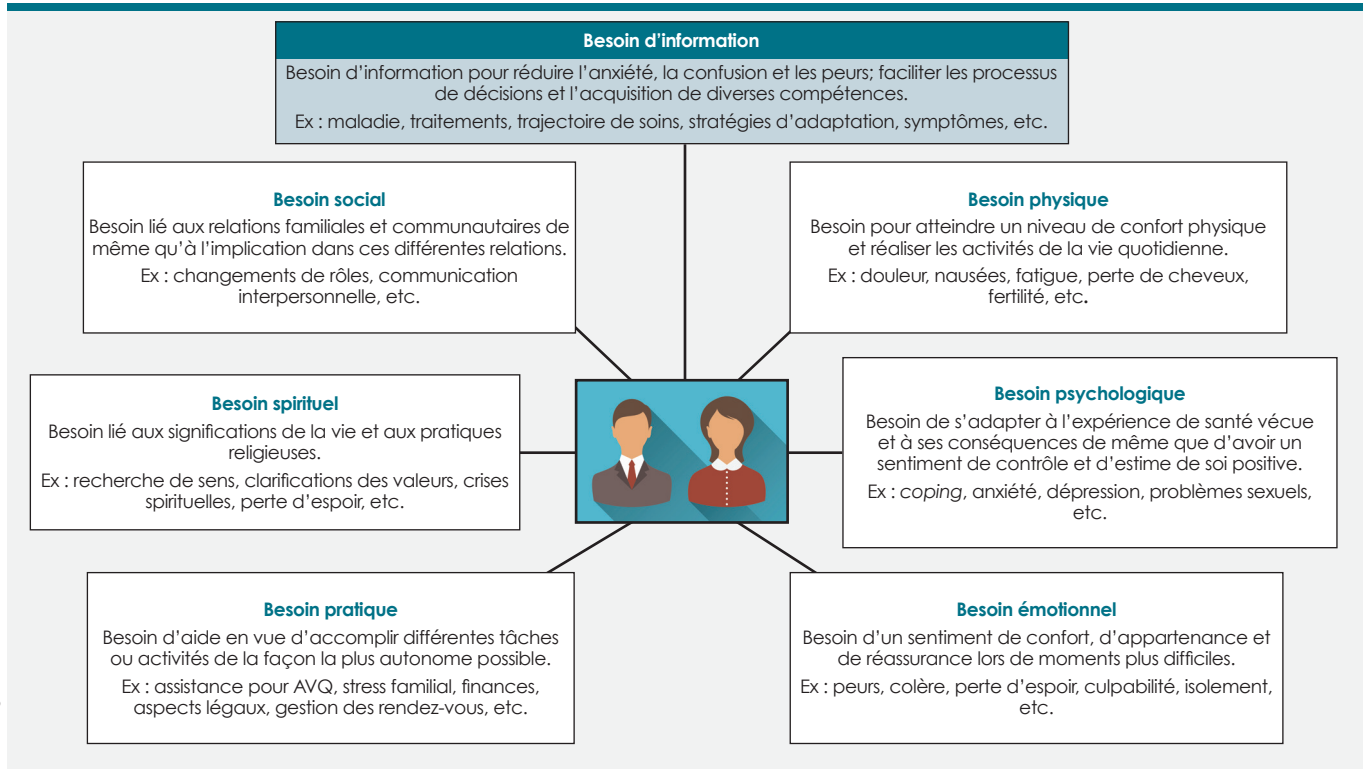 Besoin d’information
Besoin d’information pour réduire l’anxiété, la confusion et les peurs; faciliter les processus
de décisions et l’acquisition de diverses compétences.
Ex : maladie, traitements, trajectoire de soins, stratégies d’adaptation, symptômes, etc.
Besoin social
Besoin lié aux relations familiales et communautaires de
même qu’à l’implication dans ces différentes relations.
Ex : changements de rôles, communication
interpersonnelle, etc.
Besoin physique
Besoin pour atteindre un niveau de confort physique
et réaliser les activités de la vie quotidienne.
Ex : douleur, nausées, fatigue, perte de cheveux,
fertilité, etc.
Besoin spirituel
Besoin lié aux significations de la vie et aux pratiques
religieuses.
Ex : recherche de sens, clarifications des valeurs, crises
spirituelles, perte d’espoir, etc.
Besoin psychologique
Besoin de s’adapter à l’expérience de santé vécue
et à ses conséquences de même que d’avoir un
sentiment de contrôle et d’estime de soi positive.
Ex : coping, anxiété, dépression, problèmes sexuels,
etc.
Besoin pratique
Besoin d’aide en vue d’accomplir différentes tâches
ou activités de la façon la plus autonome possible.
Ex : assistance pour AVQ, stress familial, finances,
aspects légaux, gestion des rendez-vous, etc.
Besoin émotionnel
Besoin d’un sentiment de confort, d’appartenance et
de réassurance lors de moments plus difficiles.
Ex : peurs, colère, perte d’espoir, culpabilité, isolement,
etc.